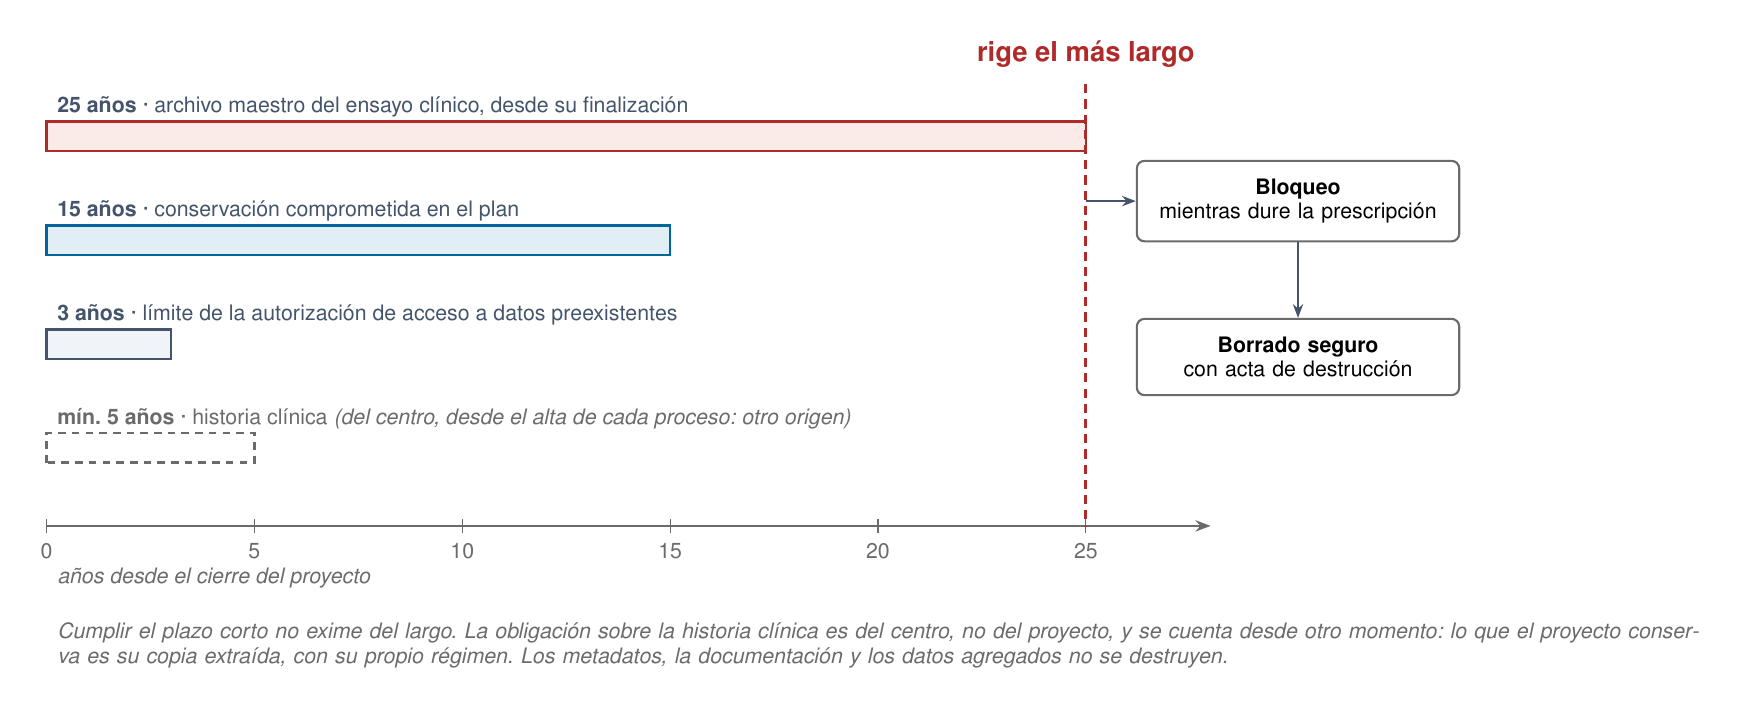 rige el más largo
25 años · archivo maestro del ensayo clínico, desde su finalización
Bloqueo
mientras dure la prescripción
15 años · conservación comprometida en el plan
3 años · límite de la autorización de acceso a datos preexistentes
Borrado seguro
con acta de destrucción
mín. 5 años · historia clínica (del centro, desde el alta de cada proceso: otro origen)
0 5 10 15 20 25
años desde el cierre del proyecto
Cumplir el plazo corto no exime del largo. La obligación sobre la historia clínica es del centro, no del proyecto, y se cuenta desde otro momento: lo que el proyecto conser-
va es su copia extraída, con su propio régimen. Los metadatos, la documentación y los datos agregados no se destruyen.